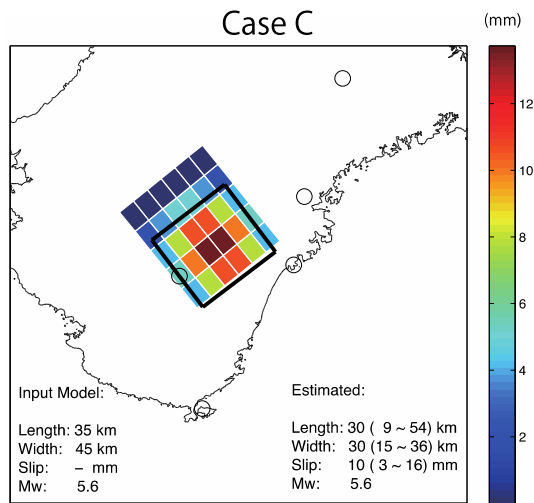 Case C
(mm)
12
10
8
6
4
2
Input Model:
Length: 35 km
Width: 45 km
Slip: – mm
Mw: 5.6
Estimated:
Length: 30 ( 9 ~ 54) km
Width: 30 (15 ~ 36) km
Slip: 10 ( 3 ~ 16) mm
Mw: 5.6